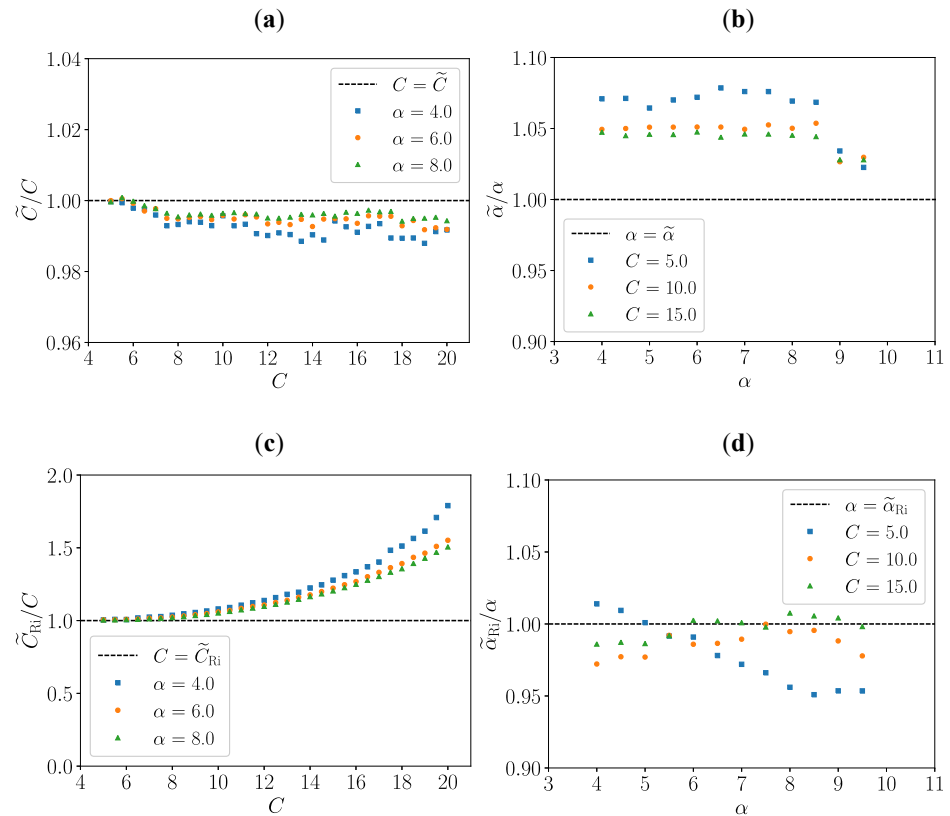 (a)
1.04
1.02
1.00
0.98
0.96
C̃/C
C = C̃
α = 4.0
α = 6.0
α = 8.0
4 6 8 10 12 14 16 18 20
C
(b)
1.10
1.05
1.00
0.95
0.90
α̃/α
α = α̃
C = 5.0
C = 10.0
C = 15.0
3 4 5 6 7 8 9 10 11
α
(c)
2.0
1.5
1.0
0.5
0.0
C̃_Ri/C
C = C̃_Ri
α = 4.0
α = 6.0
α = 8.0
4 6 8 10 12 14 16 18 20
C
(d)
1.10
1.05
1.00
0.95
0.90
α̃_Ri/α
α = α̃_Ri
C = 5.0
C = 10.0
C = 15.0
3 4 5 6 7 8 9 10 11
α